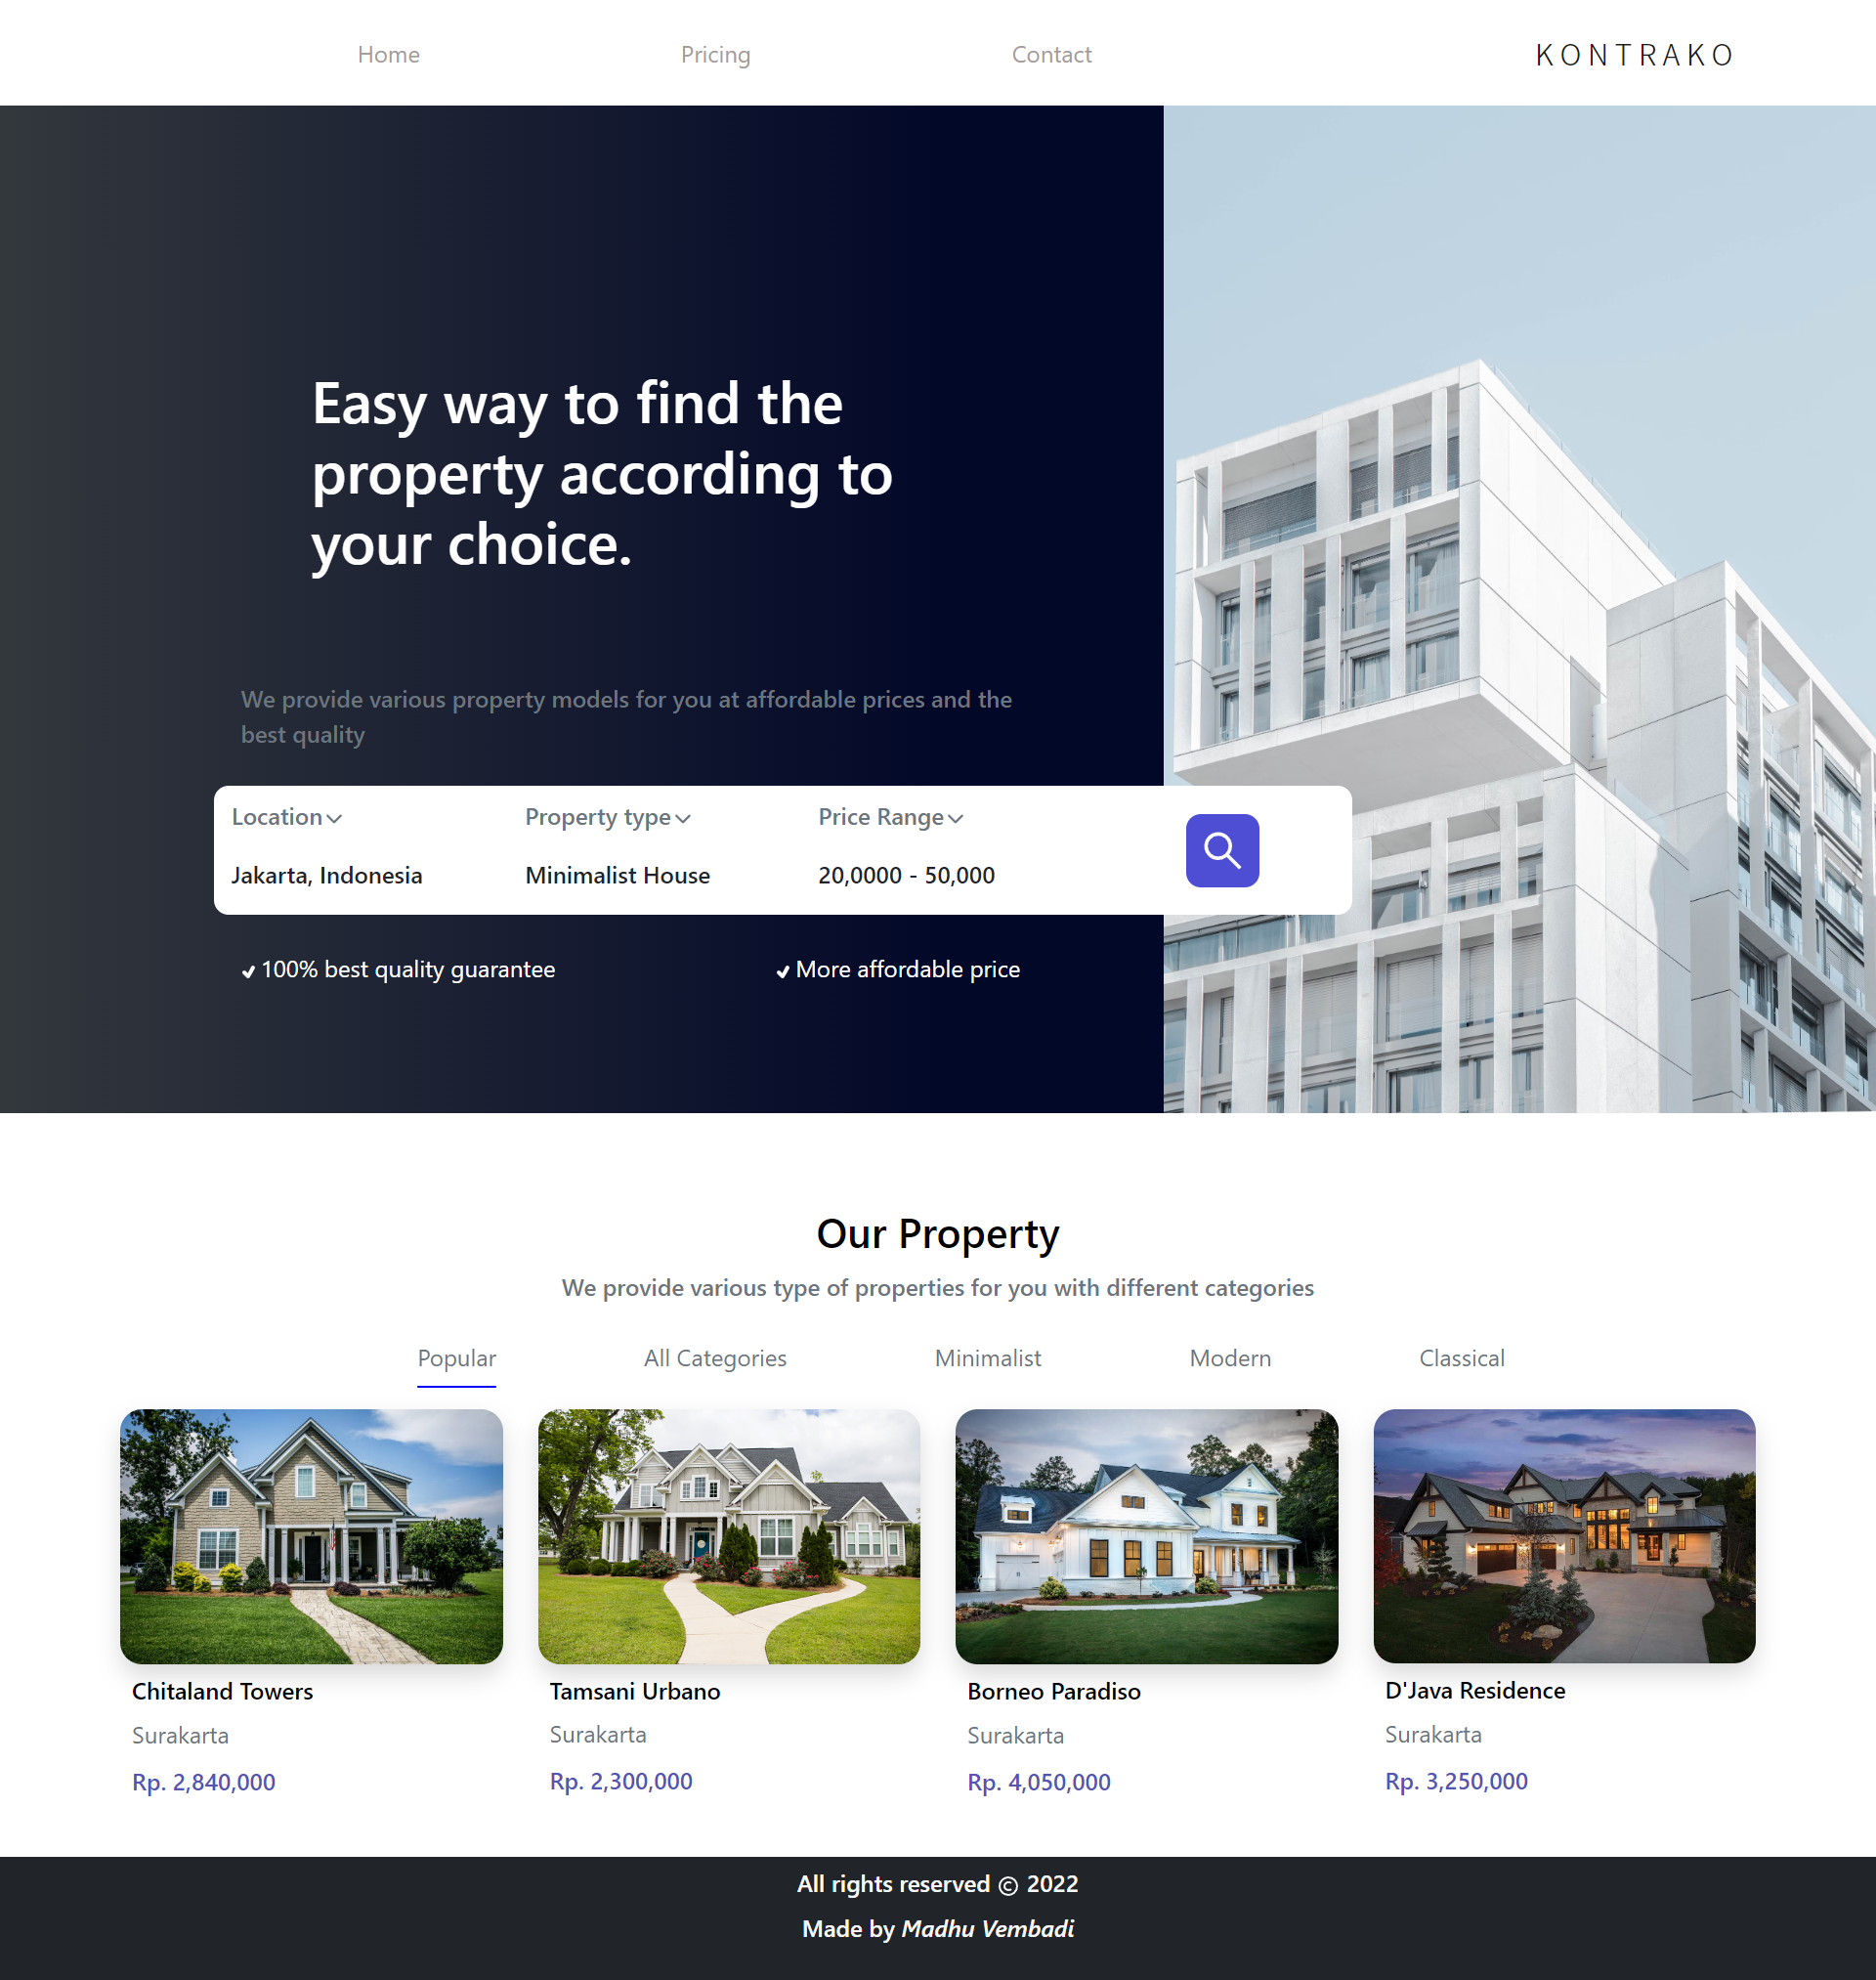 Home
Pricing
Contact
KONTRAKO
Easy way to find the
property according to
your choice.
We provide various property models for you at affordable prices and the
best quality
Location
Property type
Price Range
Jakarta, Indonesia
Minimalist House
20,0000 - 50,000
100% best quality guarantee
More affordable price
Our Property
We provide various type of properties for you with different categories
Popular
All Categories
Minimalist
Modern
Classical
Chitaland Towers
Surakarta
Rp. 2,840,000
Tamsani Urbano
Surakarta
Rp. 2,300,000
Borneo Paradiso
Surakarta
Rp. 4,050,000
D'Java Residence
Surakarta
Rp. 3,250,000
All rights reserved © 2022
Made by Madhu Vembadi